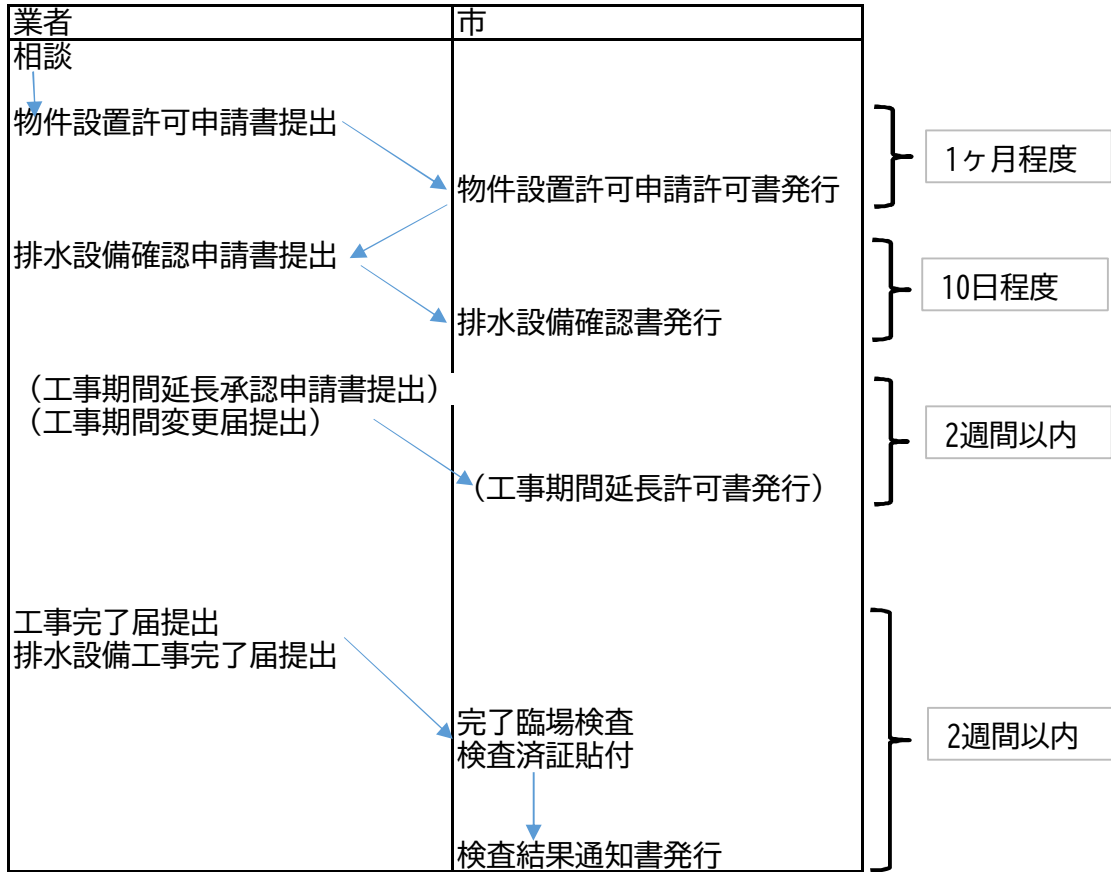 業者
市
相談
物件設置許可申請書提出
1ヶ月程度
物件設置許可申請許可書発行
排水設備確認申請書提出
10日程度
排水設備確認書発行
（工事期間延長承認申請書提出）
（工事期間変更届提出）
2週間以内
（工事期間延長許可書発行）
工事完了届提出
排水設備工事完了届提出
完了臨場検査
検査済証貼付
2週間以内
検査結果通知書発行